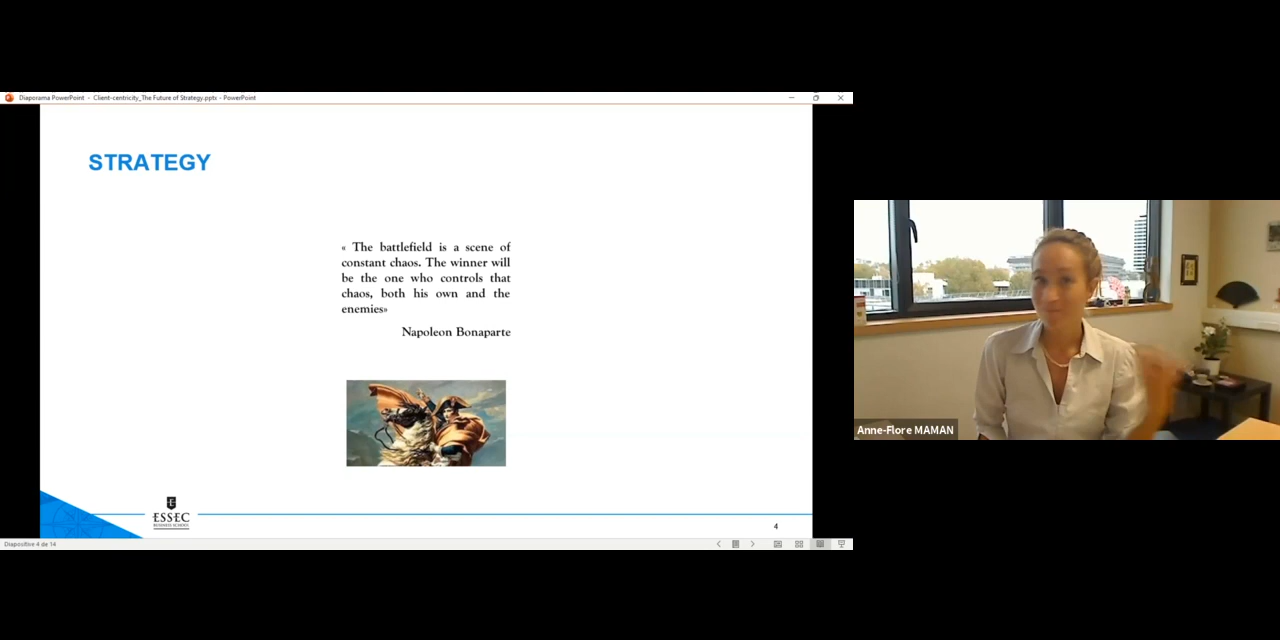 Diaporama PowerPoint - Client-centricity_The Future of Strategy.pptx - PowerPoint
STRATEGY
« The battlefield is a scene of
constant chaos. The winner will
be the one who controls that
chaos, both his own and the
enemies»
Napoleon Bonaparte
ESSEC
BUSINESS SCHOOL
4
Diapositive 4 de 14
Anne-Flore MAMAN